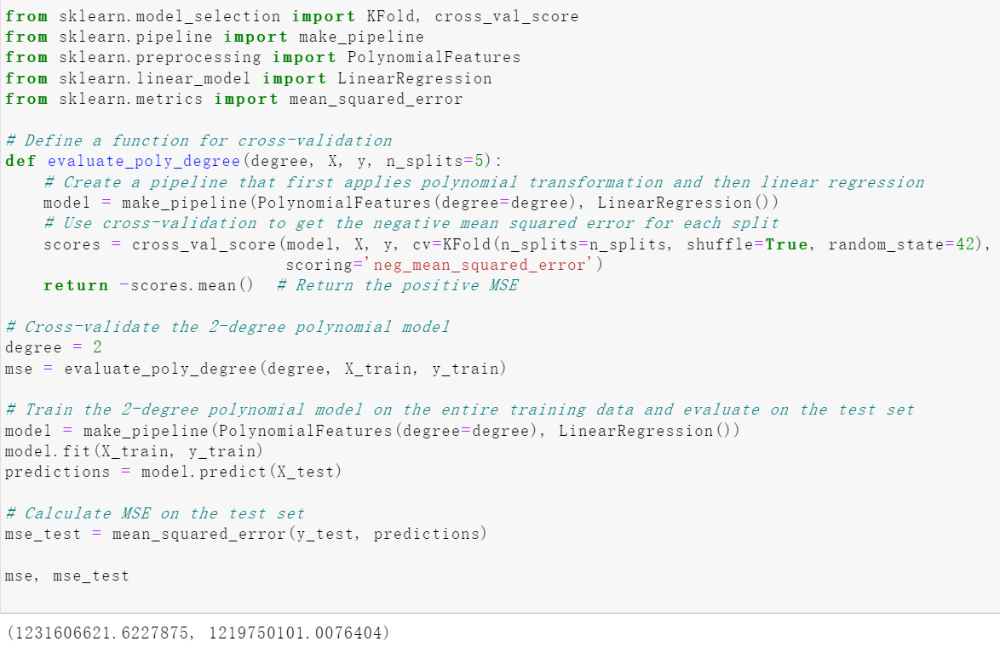 from sklearn.model_selection import KFold, cross_val_score
from sklearn.pipeline import make_pipeline
from sklearn.preprocessing import PolynomialFeatures
from sklearn.linear_model import LinearRegression
from sklearn.metrics import mean_squared_error

# Define a function for cross-validation
def evaluate_poly_degree(degree, X, y, n_splits=5):
    # Create a pipeline that first applies polynomial transformation and then linear regression
    model = make_pipeline(PolynomialFeatures(degree=degree), LinearRegression())
    # Use cross-validation to get the negative mean squared error for each split
    scores = cross_val_score(model, X, y, cv=KFold(n_splits=n_splits, shuffle=True, random_state=42),
                             scoring='neg_mean_squared_error')
    return -scores.mean()  # Return the positive MSE

# Cross-validate the 2-degree polynomial model
degree = 2
mse = evaluate_poly_degree(degree, X_train, y_train)

# Train the 2-degree polynomial model on the entire training data and evaluate on the test set
model = make_pipeline(PolynomialFeatures(degree=degree), LinearRegression())
model.fit(X_train, y_train)
predictions = model.predict(X_test)

# Calculate MSE on the test set
mse_test = mean_squared_error(y_test, predictions)

mse, mse_test

(1231606621.6227875, 1219750101.0076404)